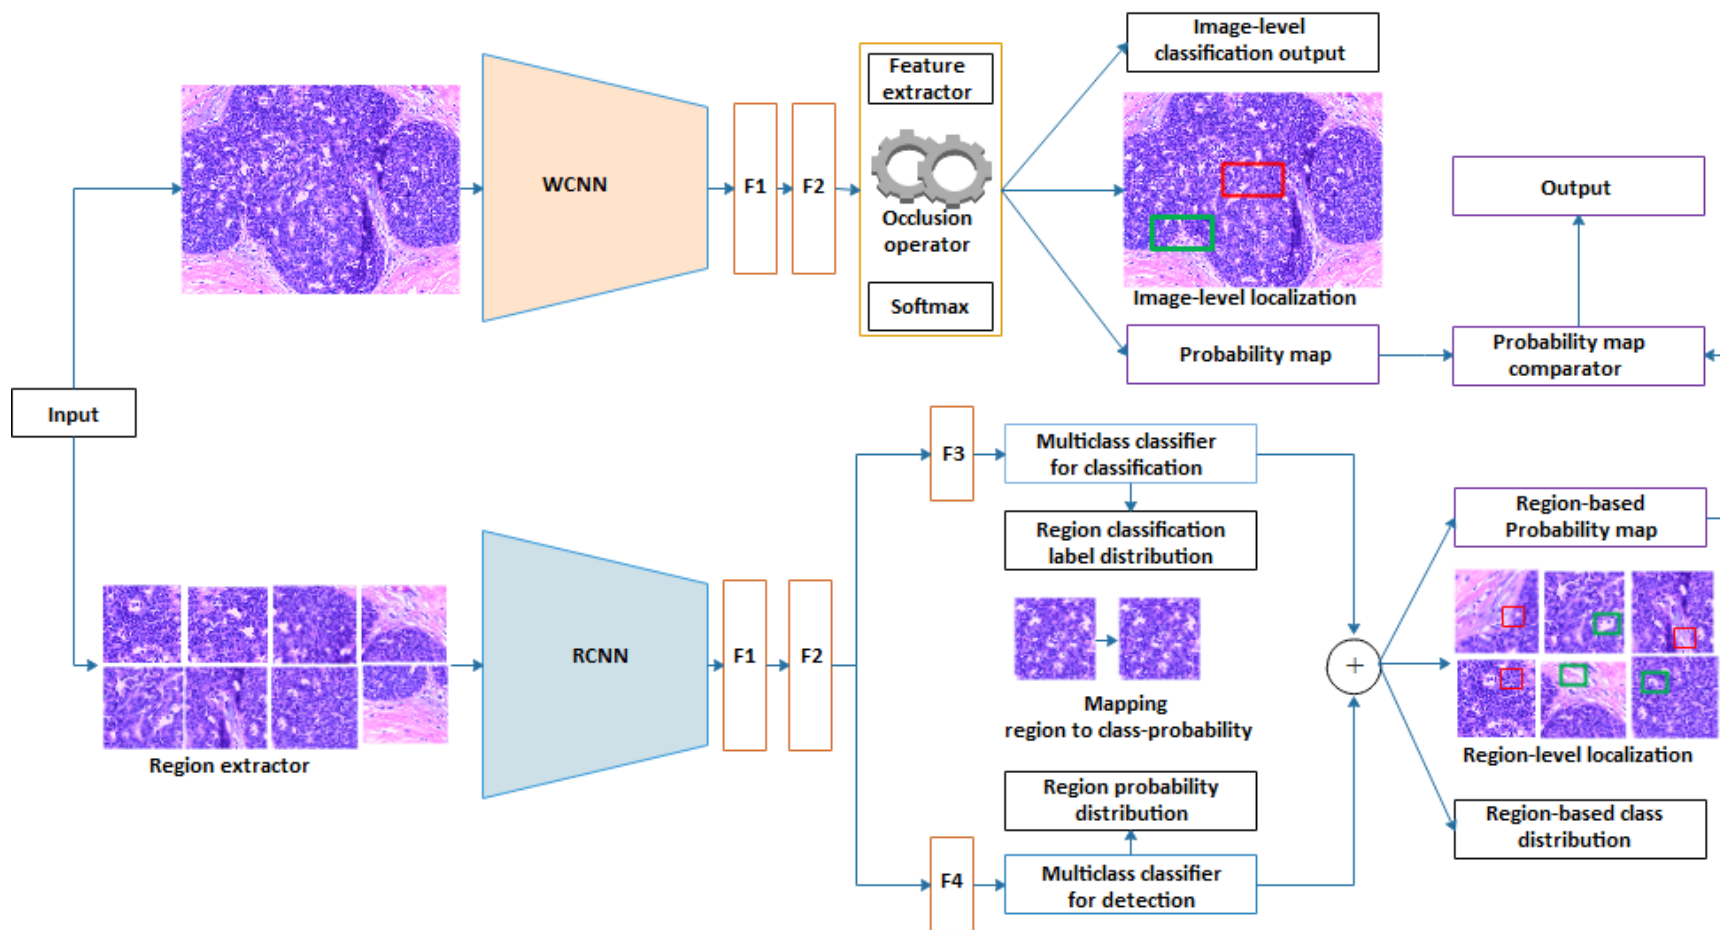 Image-level
classification output
Feature
extractor
WCNN
F1
F2
Occlusion
operator
Softmax
Image-level localization
Output
Probability map
Probability map
comparator
Input
F3
Multiclass classifier
for classification
Region classification
label distribution
Region-based
Probability map
RCNN
F1
F2
+
Mapping
region to class-probability
Region extractor
Region-level localization
Region probability
distribution
Region-based class
distribution
F4
Multiclass classifier
for detection